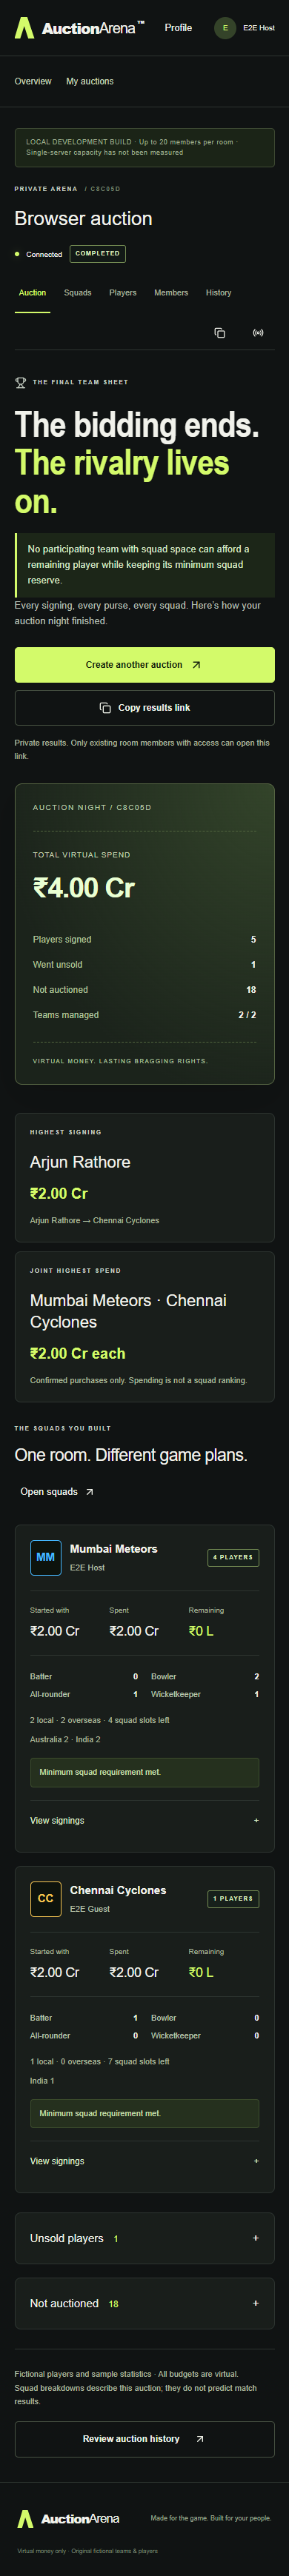 AuctionArena™
Profile
E
E2E Host
Overview
My auctions
LOCAL DEVELOPMENT BUILD · Up to 20 members per room ·
Single-server capacity has not been measured
PRIVATE ARENA / C8C05D
Browser auction
Connected
COMPLETED
Auction
Squads
Players
Members
History
THE FINAL TEAM SHEET
The bidding ends.
The rivalry lives
on.
No participating team with squad space can afford a
remaining player while keeping its minimum squad
reserve.
Every signing, every purse, every squad. Here's how your
auction night finished.
Create another auction
Copy results link
Private results. Only existing room members with access can open this
link.
AUCTION NIGHT / C8C05D
TOTAL VIRTUAL SPEND
₹4.00 Cr
Players signed 5
Went unsold 1
Not auctioned 18
Teams managed 2 / 2
VIRTUAL MONEY. LASTING BRAGGING RIGHTS.
HIGHEST SIGNING
Arjun Rathore
₹2.00 Cr
Arjun Rathore → Chennai Cyclones
JOINT HIGHEST SPEND
Mumbai Meteors · Chennai
Cyclones
₹2.00 Cr each
Confirmed purchases only. Spending is not a squad ranking.
THE SQUADS YOU BUILT
One room. Different game plans.
Open squads
MM
Mumbai Meteors
E2E Host
4 PLAYERS
Started with Spent Remaining
₹2.00 Cr ₹2.00 Cr ₹0 L
Batter 0 Bowler 2
All-rounder 1 Wicketkeeper 1
2 local · 2 overseas · 4 squad slots left
Australia 2 · India 2
Minimum squad requirement met.
View signings +
CC
Chennai Cyclones
E2E Guest
1 PLAYERS
Started with Spent Remaining
₹2.00 Cr ₹2.00 Cr ₹0 L
Batter 1 Bowler 0
All-rounder 0 Wicketkeeper 0
1 local · 0 overseas · 7 squad slots left
India 1
Minimum squad requirement met.
View signings +
Unsold players 1 +
Not auctioned 18 +
Fictional players and sample statistics · All budgets are virtual.
Squad breakdowns describe this auction; they do not predict match
results.
Review auction history
AuctionArena
Made for the game. Built for your people.
Virtual money only · Original fictional teams & players